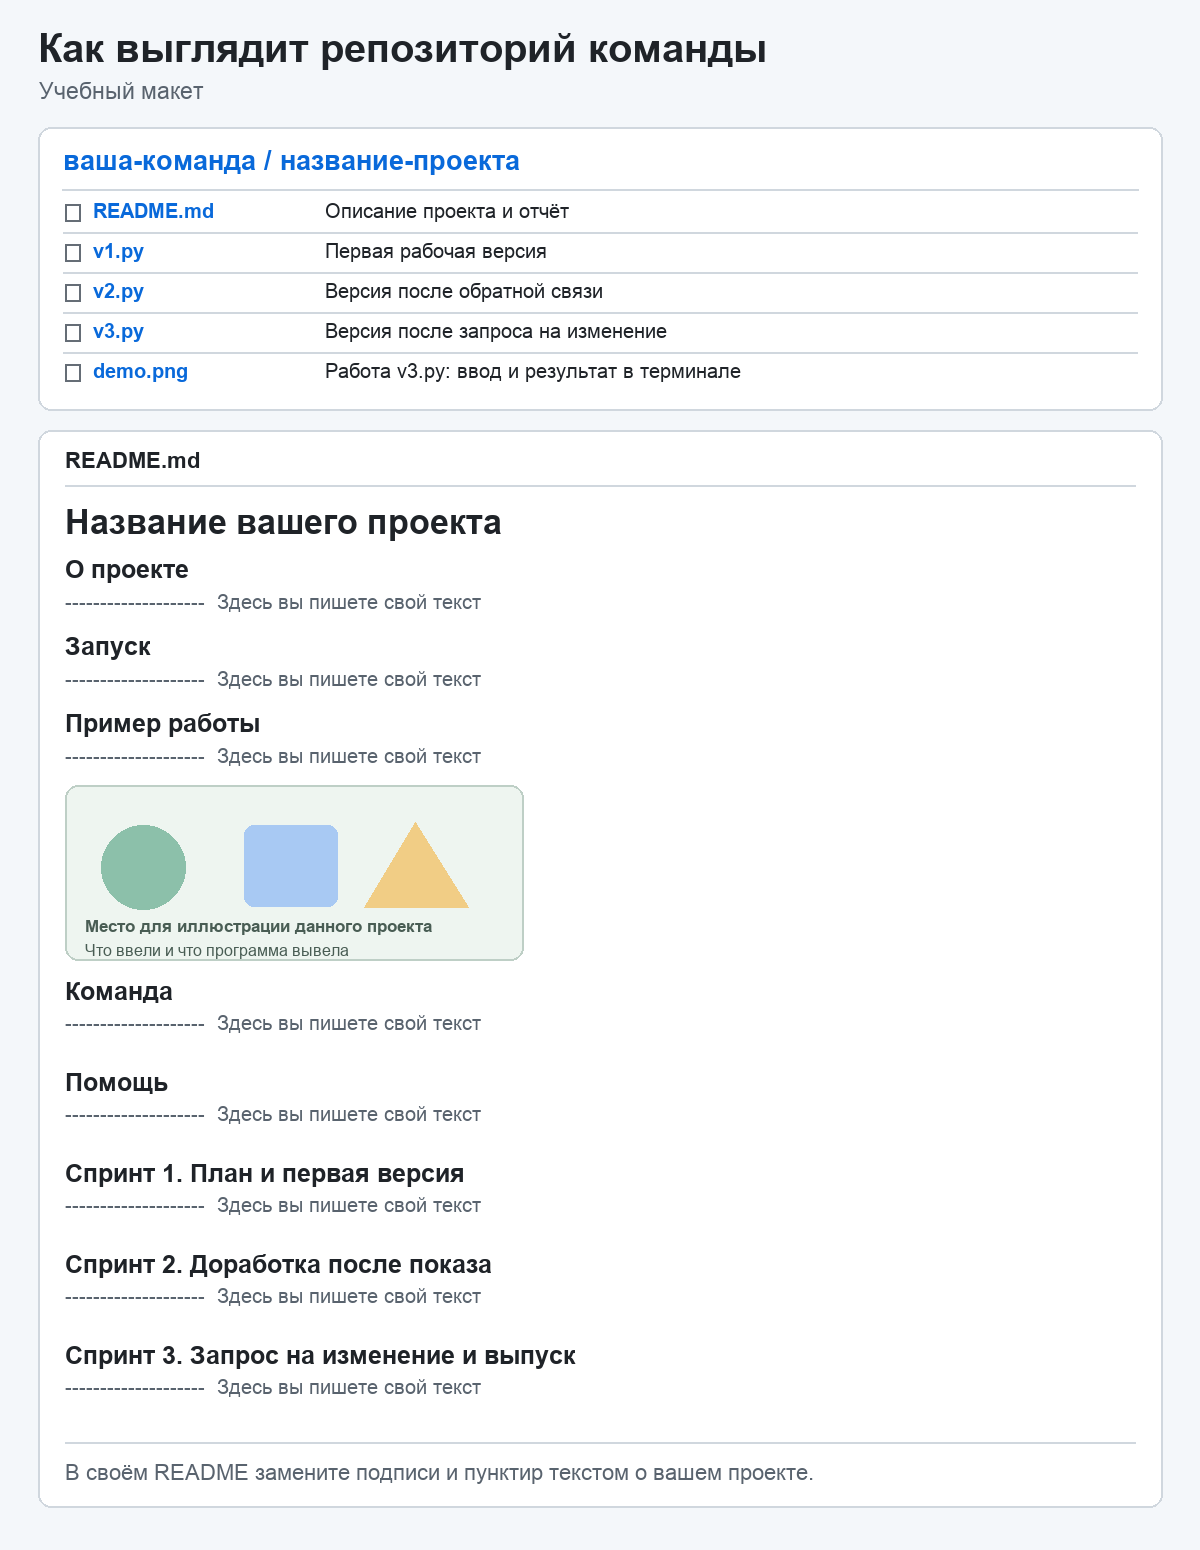 Как выглядит репозиторий команды
Учебный макет
ваша-команда / название-проекта
README.md Описание проекта и отчёт
v1.py Первая рабочая версия
v2.py Версия после обратной связи
v3.py Версия после запроса на изменение
demo.png Работа v3.py: ввод и результат в терминале
README.md
Название вашего проекта
О проекте
-------------------- Здесь вы пишете свой текст
Запуск
-------------------- Здесь вы пишете свой текст
Пример работы
-------------------- Здесь вы пишете свой текст
Место для иллюстрации данного проекта
Что ввели и что программа вывела
Команда
-------------------- Здесь вы пишете свой текст
Помощь
-------------------- Здесь вы пишете свой текст
Спринт 1. План и первая версия
-------------------- Здесь вы пишете свой текст
Спринт 2. Доработка после показа
-------------------- Здесь вы пишете свой текст
Спринт 3. Запрос на изменение и выпуск
-------------------- Здесь вы пишете свой текст
В своём README замените подписи и пунктир текстом о вашем проекте.